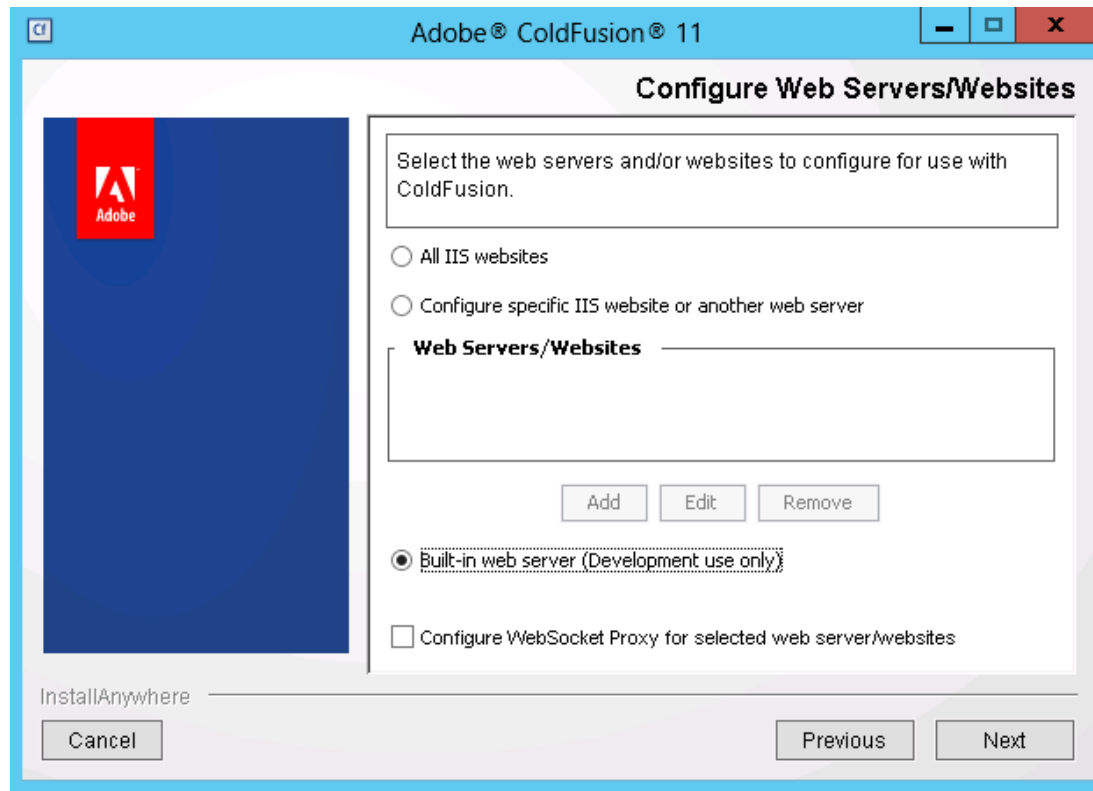 Cf
Adobe® ColdFusion® 11
Configure Web Servers/Websites
Adobe
Select the web servers and/or websites to configure for use with
ColdFusion.
All IIS websites
Configure specific IIS website or another web server
Web Servers/Websites
Add Edit Remove
Built-in web server (Development use only)
Configure WebSocket Proxy for selected web server/websites
InstallAnywhere
Cancel Previous Next